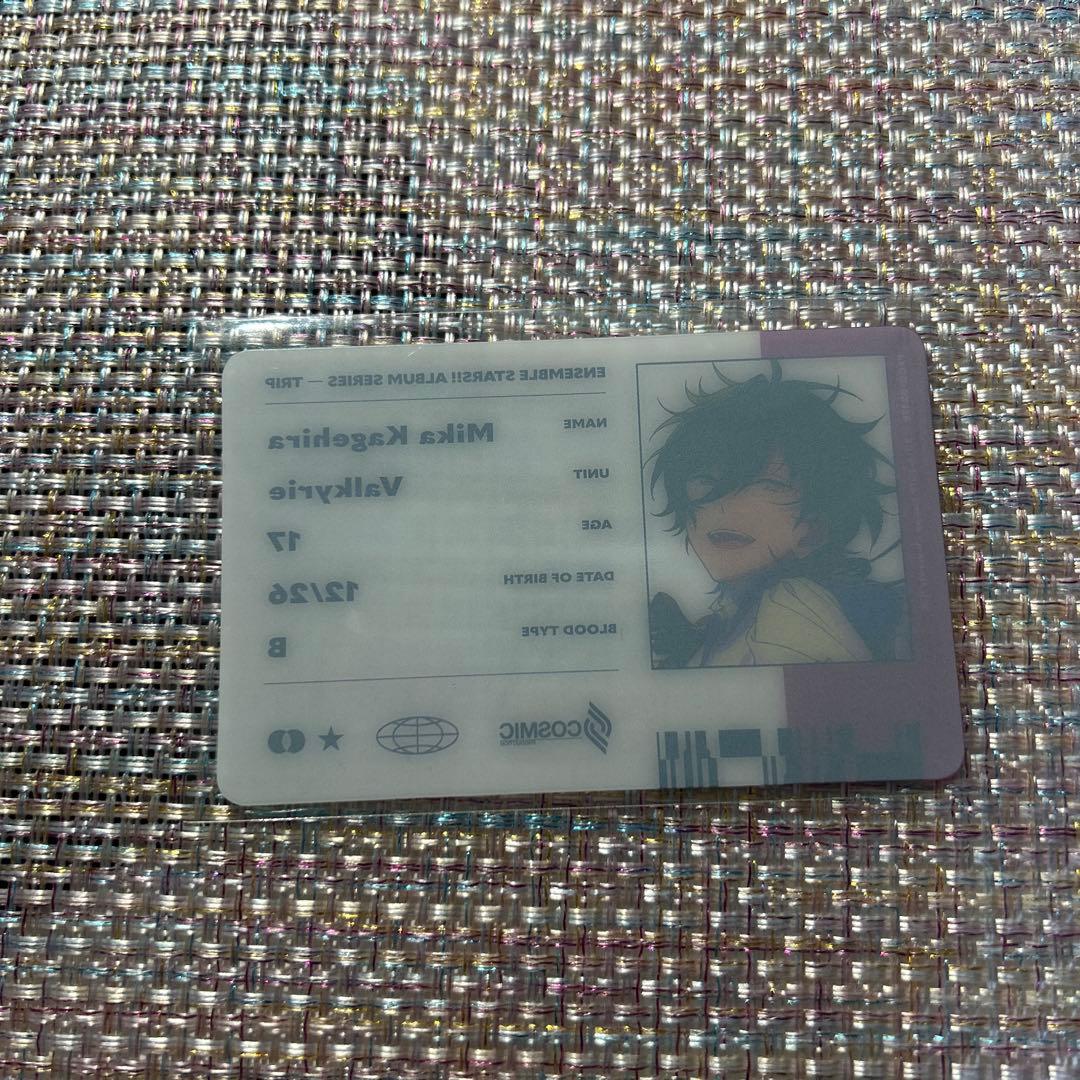 ENSEMBLE STARS!! ALBUM SERIES — TRIP
NAME Mika Kagehira
UNIT Valkyrie
AGE 17
DATE OF BIRTH 12/26
BLOOD TYPE B
COSMIC
PRODUCTION